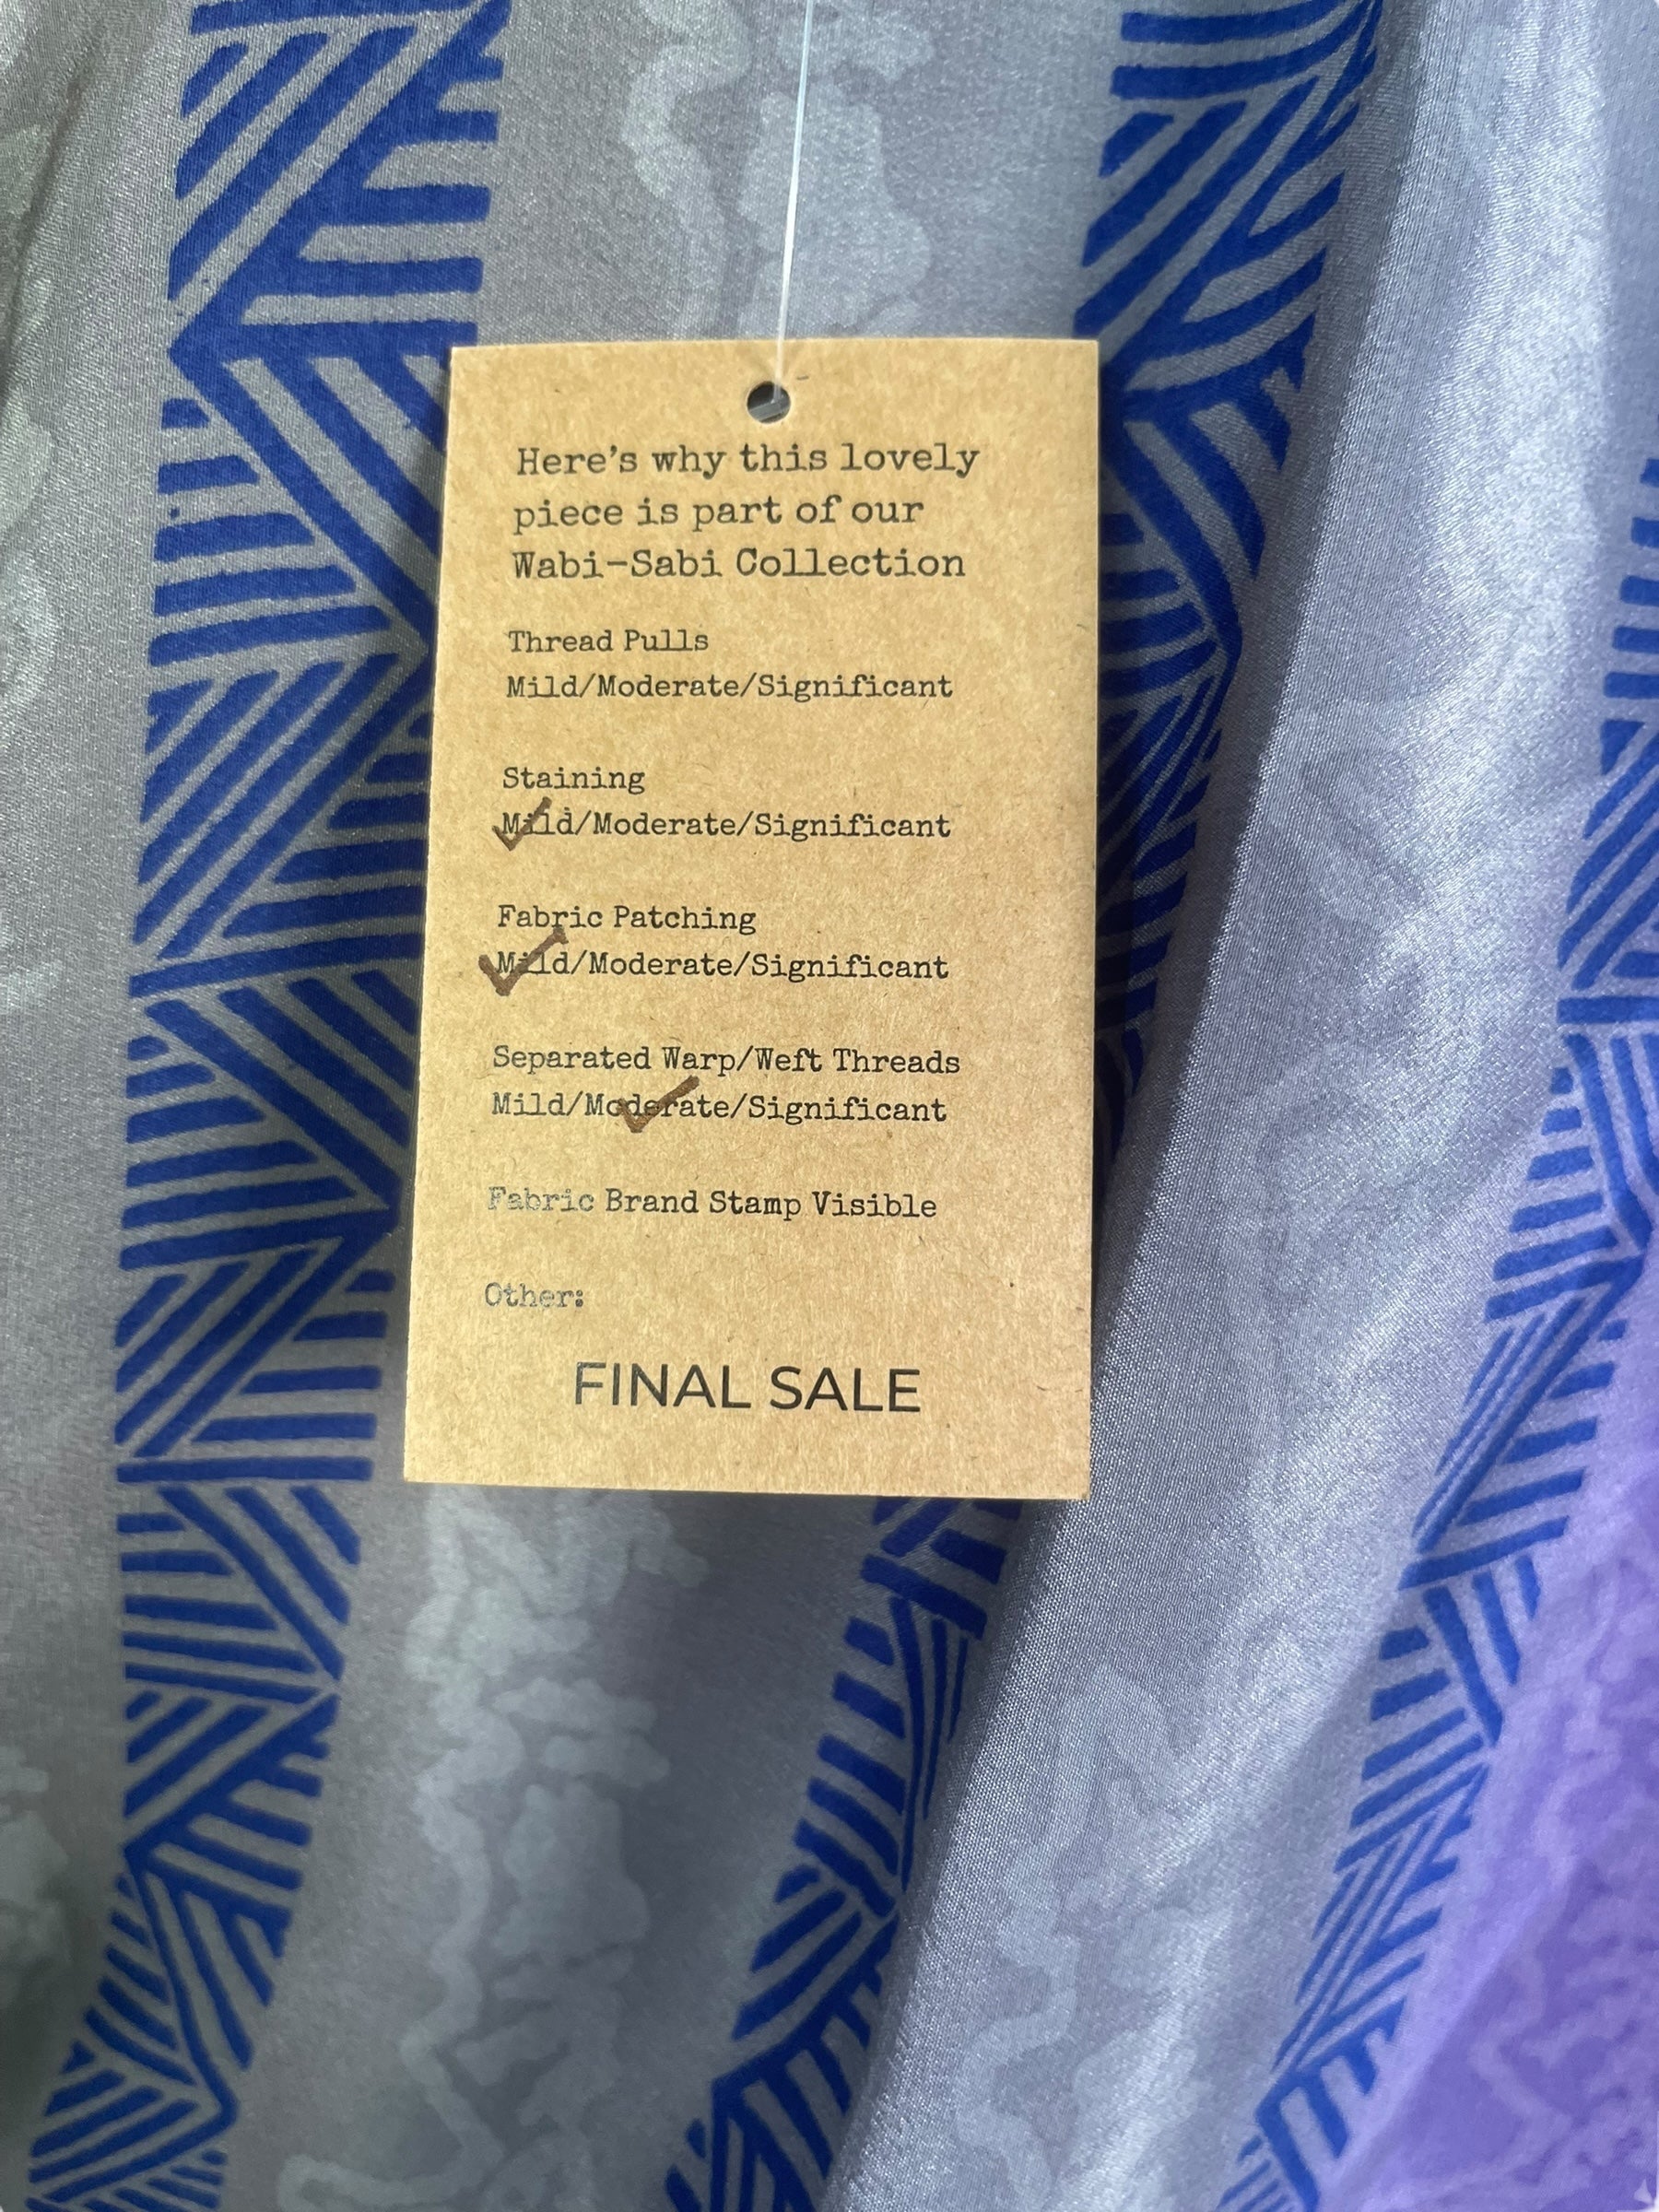 Here's why this lovely
piece is part of our
Wabi-Sabi Collection
Thread Pulls
Mild/Moderate/Significant
Staining
Mild/Moderate/Significant
Fabric Patching
Mild/Moderate/Significant
Separated Warp/Weft Threads
Mild/Moderate/Significant
Fabric Brand Stamp Visible
Other:
FINAL SALE